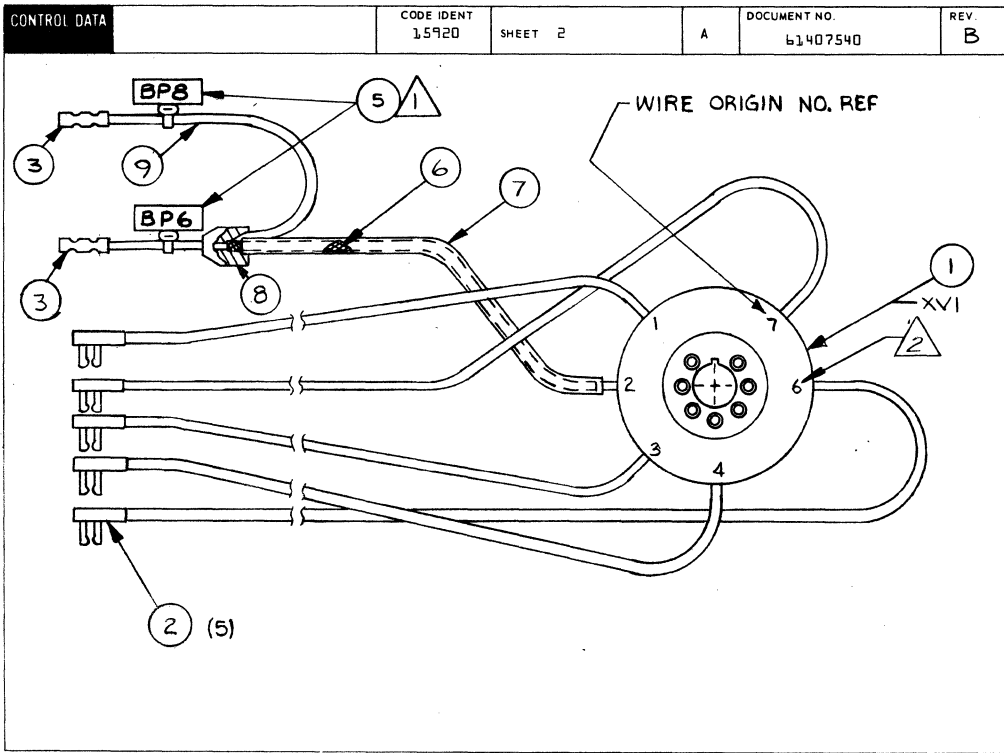 CONTROL DATA
CODE IDENT
15920
SHEET 2
A
DOCUMENT NO.
61407540
REV.
B
BP8
5
1
WIRE ORIGIN NO. REF
3
9
6
7
BP6
3
8
1
XVI
2
1
7
2
6
3
4
2 (5)